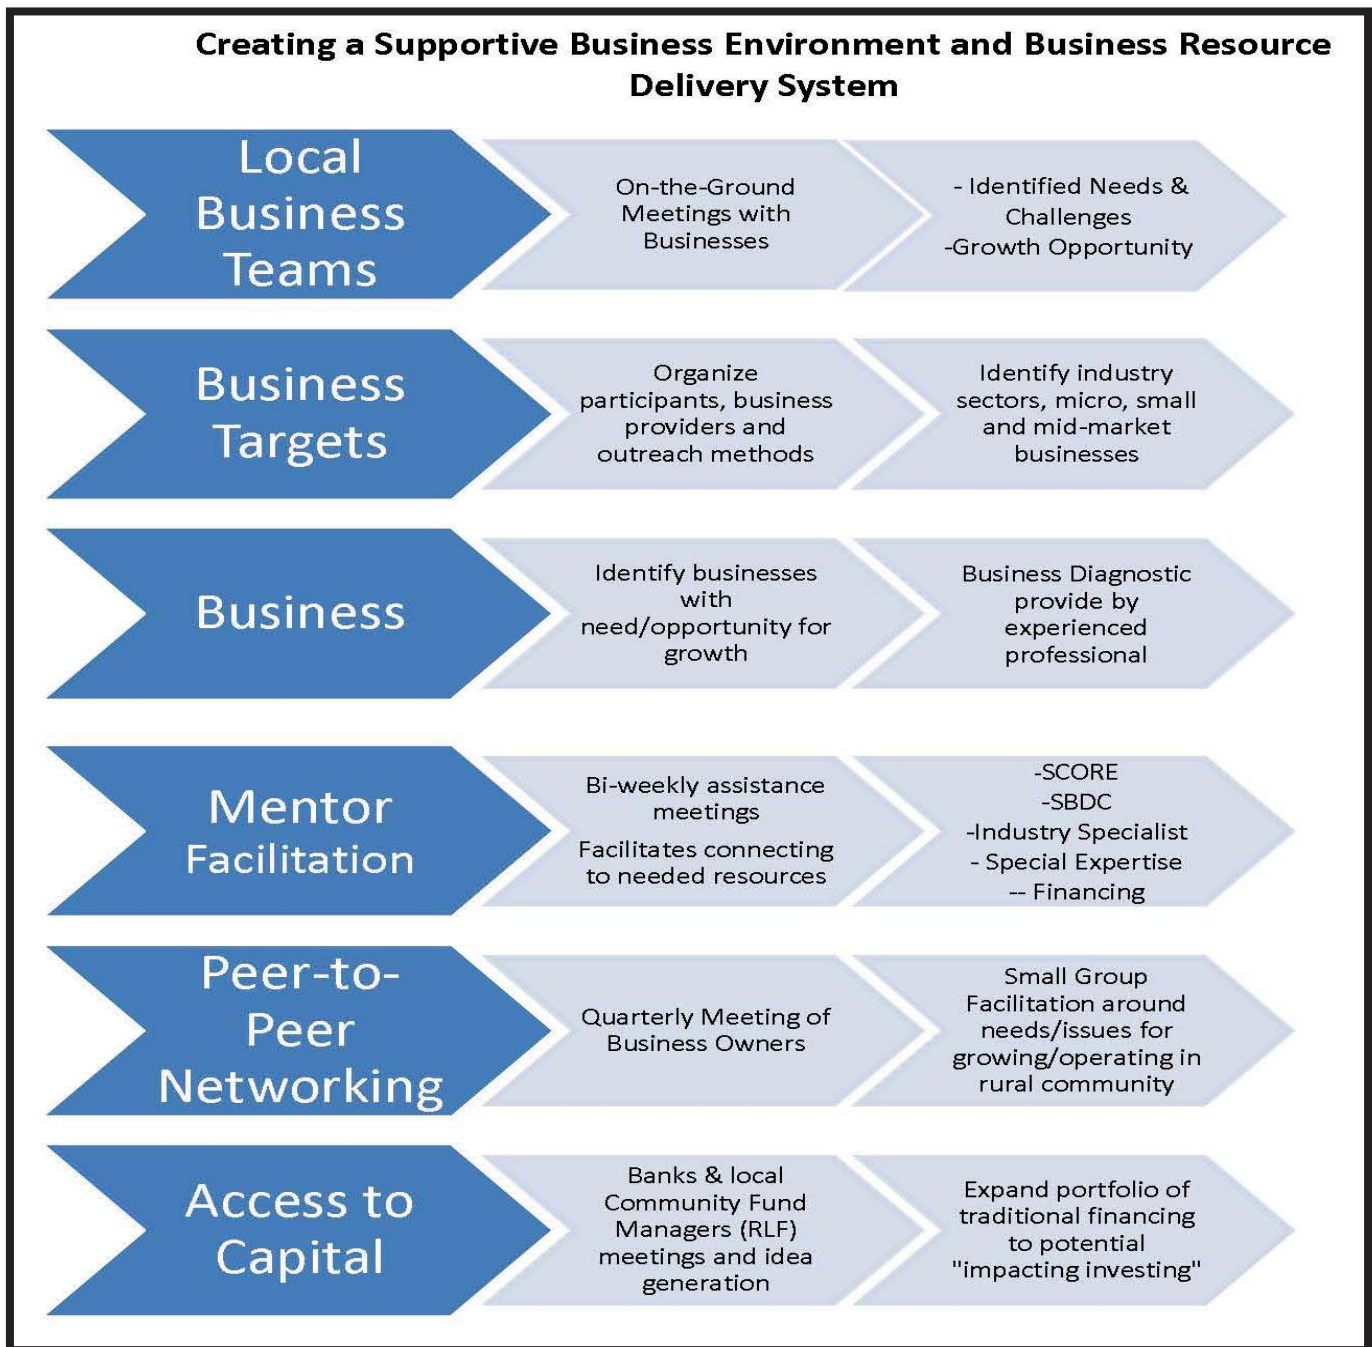 Creating a Supportive Business Environment and Business Resource
Delivery System
Local
Business
Teams
On-the-Ground
Meetings with
Businesses
- Identified Needs &
Challenges
-Growth Opportunity
Business
Targets
Organize
participants, business
providers and
outreach methods
Identify industry
sectors, micro, small
and mid-market
businesses
Business
Identify businesses
with
need/opportunity for
growth
Business Diagnostic
provide by
experienced
professional
Mentor
Facilitation
Bi-weekly assistance
meetings
Facilitates connecting
to needed resources
-SCORE
-SBDC
-Industry Specialist
- Special Expertise
-- Financing
Peer-to-
Peer
Networking
Quarterly Meeting of
Business Owners
Small Group
Facilitation around
needs/issues for
growing/operating in
rural community
Access to
Capital
Banks & local
Community Fund
Managers (RLF)
meetings and idea
generation
Expand portfolio of
traditional financing
to potential
"impacting investing"